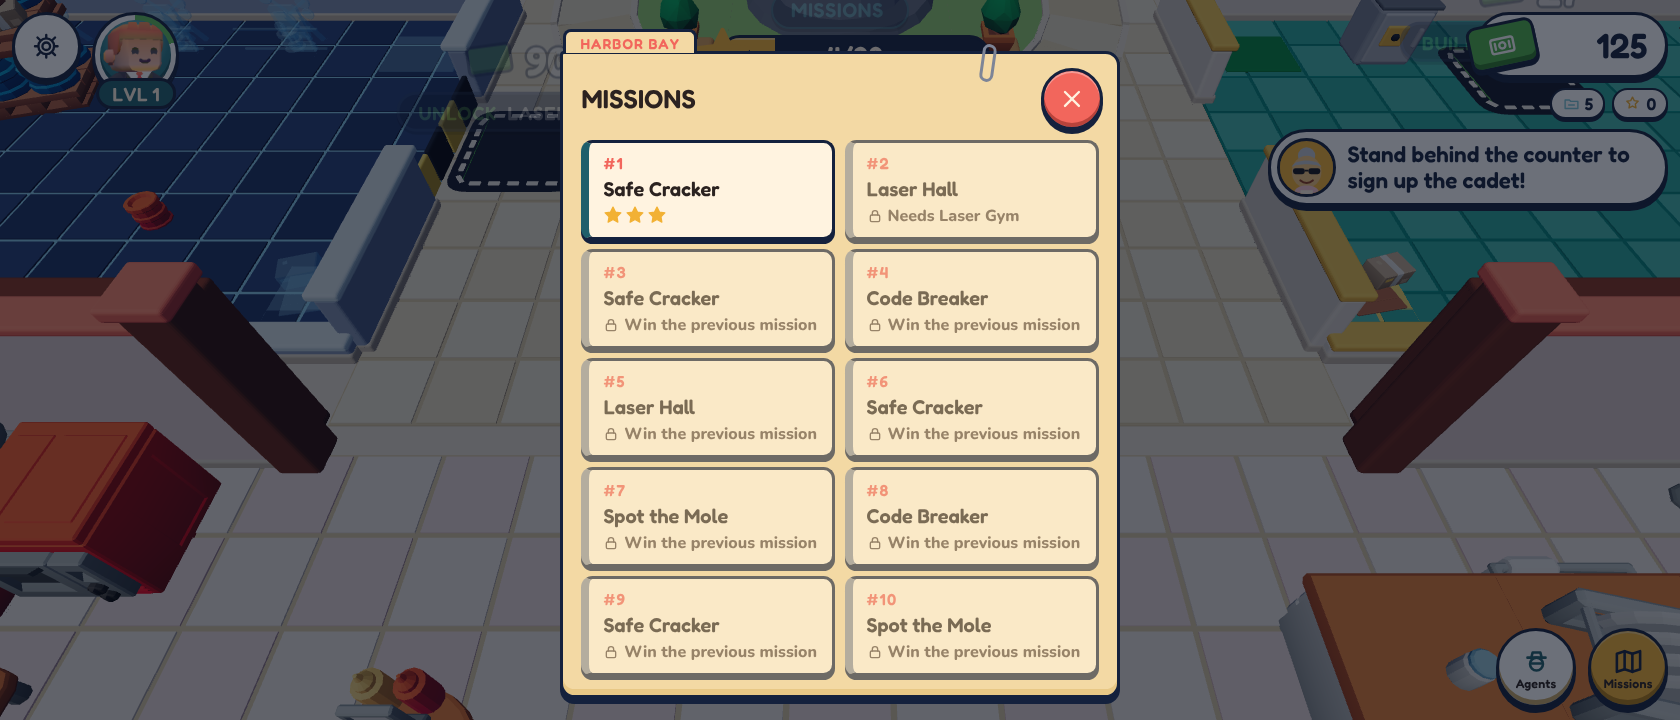 MISSIONS
HARBOR BAY
LVL 1
UNLOCK LASE
90
125
5
0
Stand behind the counter to
sign up the cadet!
MISSIONS
#1
Safe Cracker
#2
Laser Hall
Needs Laser Gym
#3
Safe Cracker
Win the previous mission
#4
Code Breaker
Win the previous mission
#5
Laser Hall
Win the previous mission
#6
Safe Cracker
Win the previous mission
#7
Spot the Mole
Win the previous mission
#8
Code Breaker
Win the previous mission
#9
Safe Cracker
Win the previous mission
#10
Spot the Mole
Win the previous mission
Agents
Missions